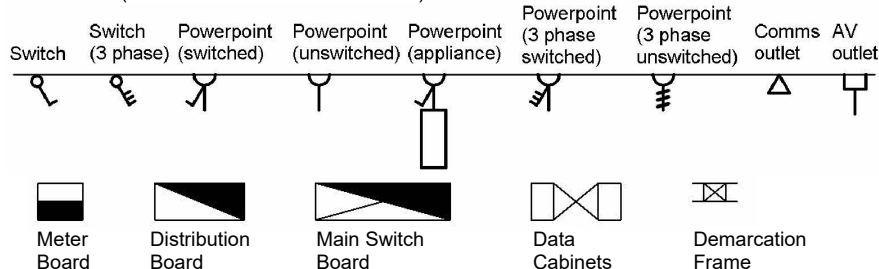 Switch
Switch
(3 phase)
Powerpoint
(switched)
Powerpoint
(unswitched)
Powerpoint
(appliance)
Powerpoint
(3 phase
switched)
Powerpoint
(3 phase
unswitched)
Comms
outlet
AV
outlet
Meter
Board
Distribution
Board
Main Switch
Board
Data
Cabinets
Demarcation
Frame